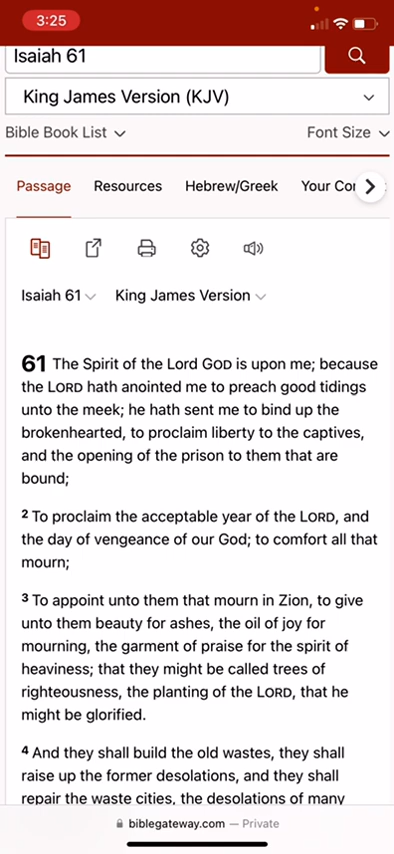 3:25
Isaiah 61
King James Version (KJV)
Bible Book List
Font Size
Passage Resources Hebrew/Greek Your Co
Isaiah 61 King James Version
61 The Spirit of the Lord GOD is upon me; because
the LORD hath anointed me to preach good tidings
unto the meek; he hath sent me to bind up the
brokenhearted, to proclaim liberty to the captives,
and the opening of the prison to them that are
bound;
2 To proclaim the acceptable year of the LORD, and
the day of vengeance of our God; to comfort all that
mourn;
3 To appoint unto them that mourn in Zion, to give
unto them beauty for ashes, the oil of joy for
mourning, the garment of praise for the spirit of
heaviness; that they might be called trees of
righteousness, the planting of the LORD, that he
might be glorified.
4 And they shall build the old wastes, they shall
raise up the former desolations, and they shall
repair the waste cities, the desolations of many
biblegateway.com — Private